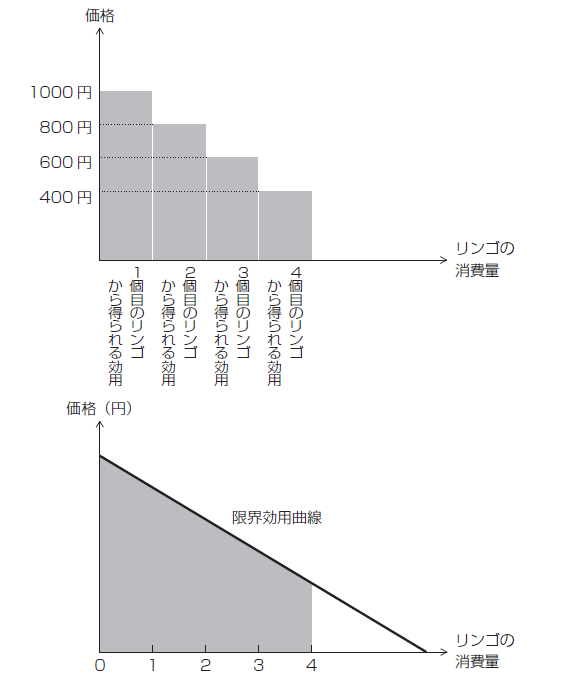 価格
1000円
800円
600円
400円
リンゴの
消費量
1個目のリンゴ
から得られる効用
2個目のリンゴ
から得られる効用
3個目のリンゴ
から得られる効用
4個目のリンゴ
から得られる効用
価格（円）
限界効用曲線
リンゴの
消費量
0 1 2 3 4